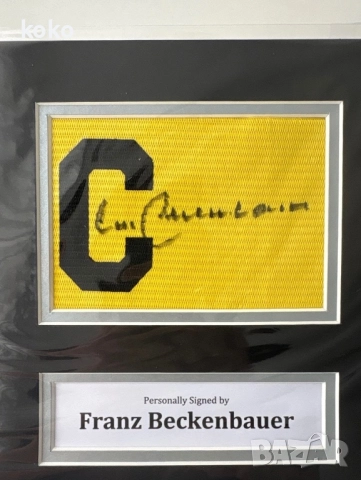 keke
C
Personally Signed by
Franz Beckenbauer
BAZAR